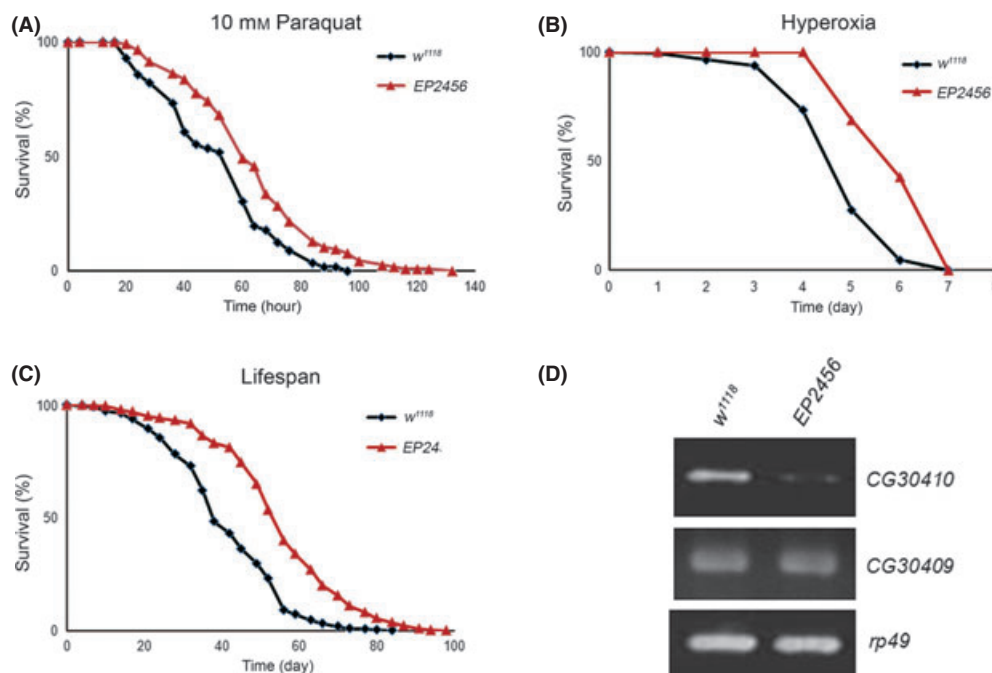 (A)
10 mM Paraquat
Survival (%)
100
50
0
0 20 40 60 80 100 120 140
Time (hour)
w1118
EP2456
(B)
Hyperoxia
Survival (%)
100
50
0
0 1 2 3 4 5 6 7
Time (day)
w1118
EP2456
(C)
Lifespan
Survival (%)
100
50
0
0 20 40 60 80 100
Time (day)
w1118
EP24.
(D)
w1118
EP2456
CG30410
CG30409
rp49